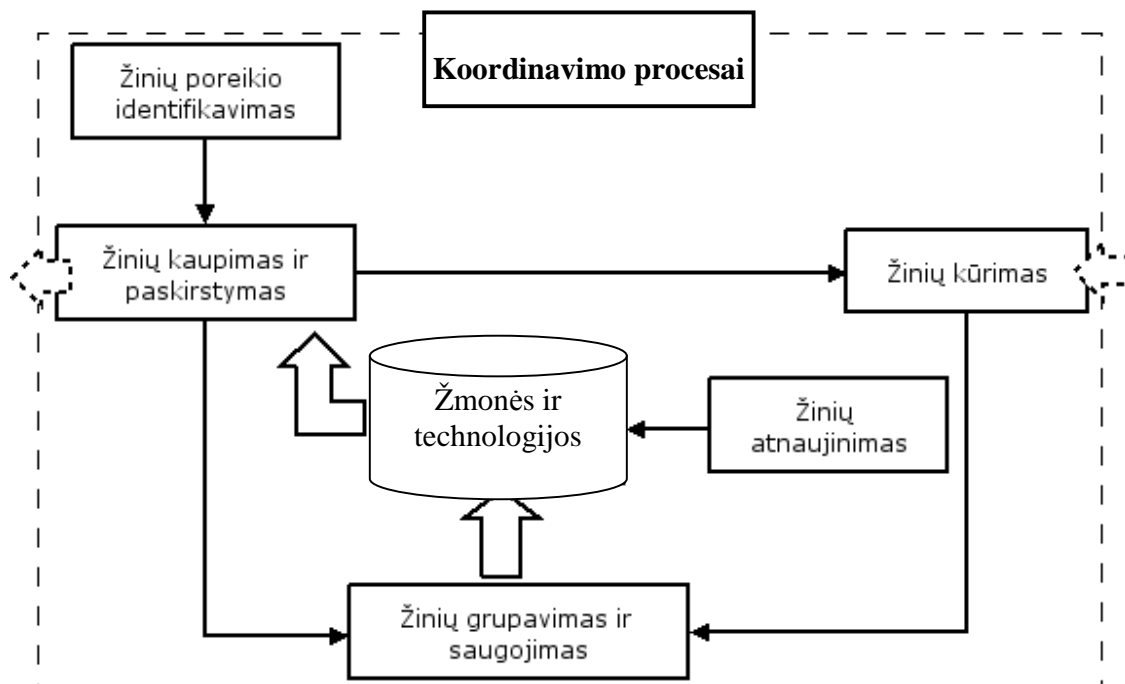 Koordinavimo procesai
Žinių poreikio
identifikavimas
Žinių kaupimas ir
paskirstymas
Žinių kūrimas
Žmonės ir
technologijos
Žinių
atnaujinimas
Žinių grupavimas ir
saugojimas